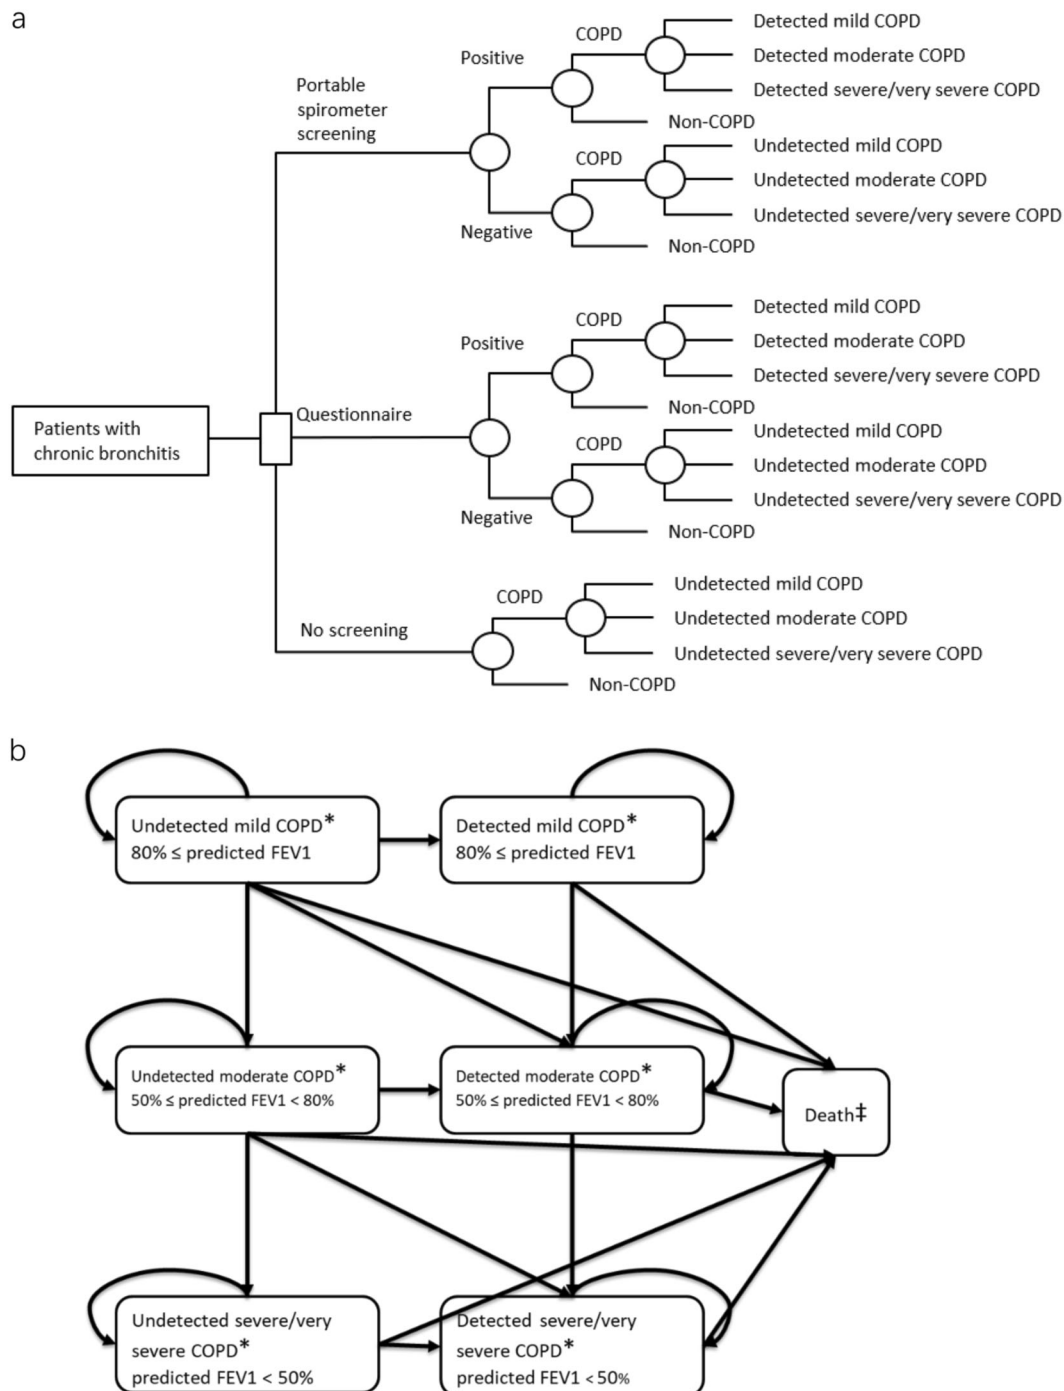 a
Portable
spirometer
screening
Positive
COPD
Detected mild COPD
Detected moderate COPD
Detected severe/very severe COPD
Non-COPD
Negative
COPD
Undetected mild COPD
Undetected moderate COPD
Undetected severe/very severe COPD
Non-COPD
Patients with
chronic bronchitis
Questionnaire
Positive
COPD
Detected mild COPD
Detected moderate COPD
Detected severe/very severe COPD
Non-COPD
Negative
COPD
Undetected mild COPD
Undetected moderate COPD
Undetected severe/very severe COPD
Non-COPD
No screening
COPD
Undetected mild COPD
Undetected moderate COPD
Undetected severe/very severe COPD
Non-COPD
b
Undetected mild COPD*
80% ≤ predicted FEV1
Detected mild COPD*
80% ≤ predicted FEV1
Undetected moderate COPD*
50% ≤ predicted FEV1 < 80%
Detected moderate COPD*
50% ≤ predicted FEV1 < 80%
Death‡
Undetected severe/very
severe COPD*
predicted FEV1 < 50%
Detected severe/very
severe COPD*
predicted FEV1 < 50%